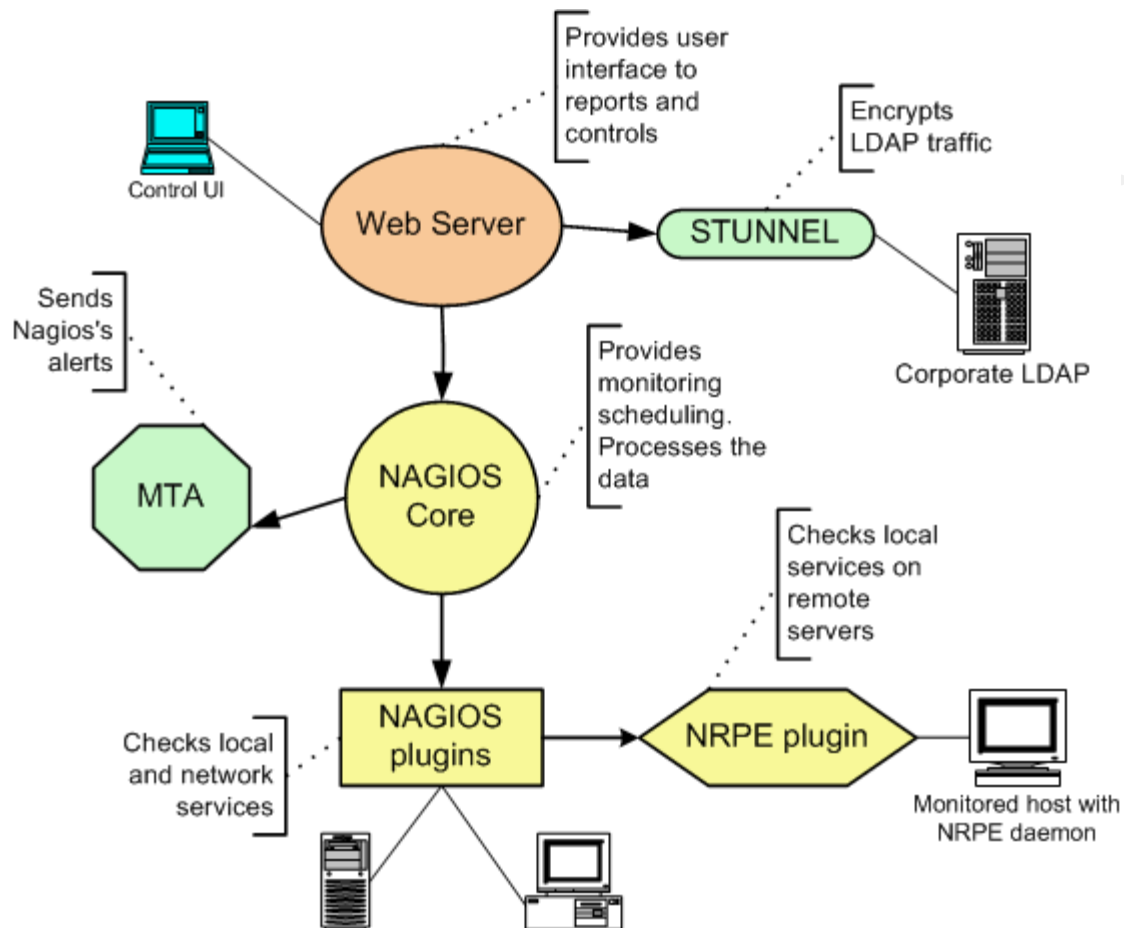 Provides user
interface to
reports and
controls
Encrypts
LDAP traffic
Control UI
Web Server
STUNNEL
Corporate LDAP
Sends
Nagios's
alerts
Provides
monitoring
scheduling.
Processes the
data
MTA
NAGIOS
Core
Checks local
services on
remote
servers
Checks local
and network
services
NAGIOS
plugins
NRPE plugin
Monitored host with
NRPE daemon